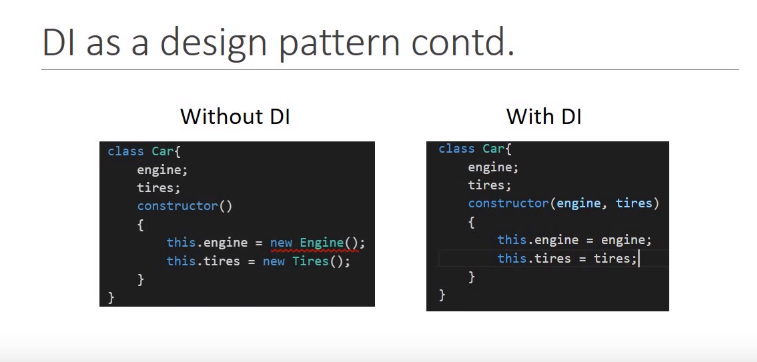 DI as a design pattern contd.
Without DI
class Car{
engine;
tires;
constructor()
{
this.engine = new Engine();
this.tires = new Tires();
}
}
With DI
class Car{
engine;
tires;
constructor(engine, tires)
{
this.engine = engine;
this.tires = tires;
}
}